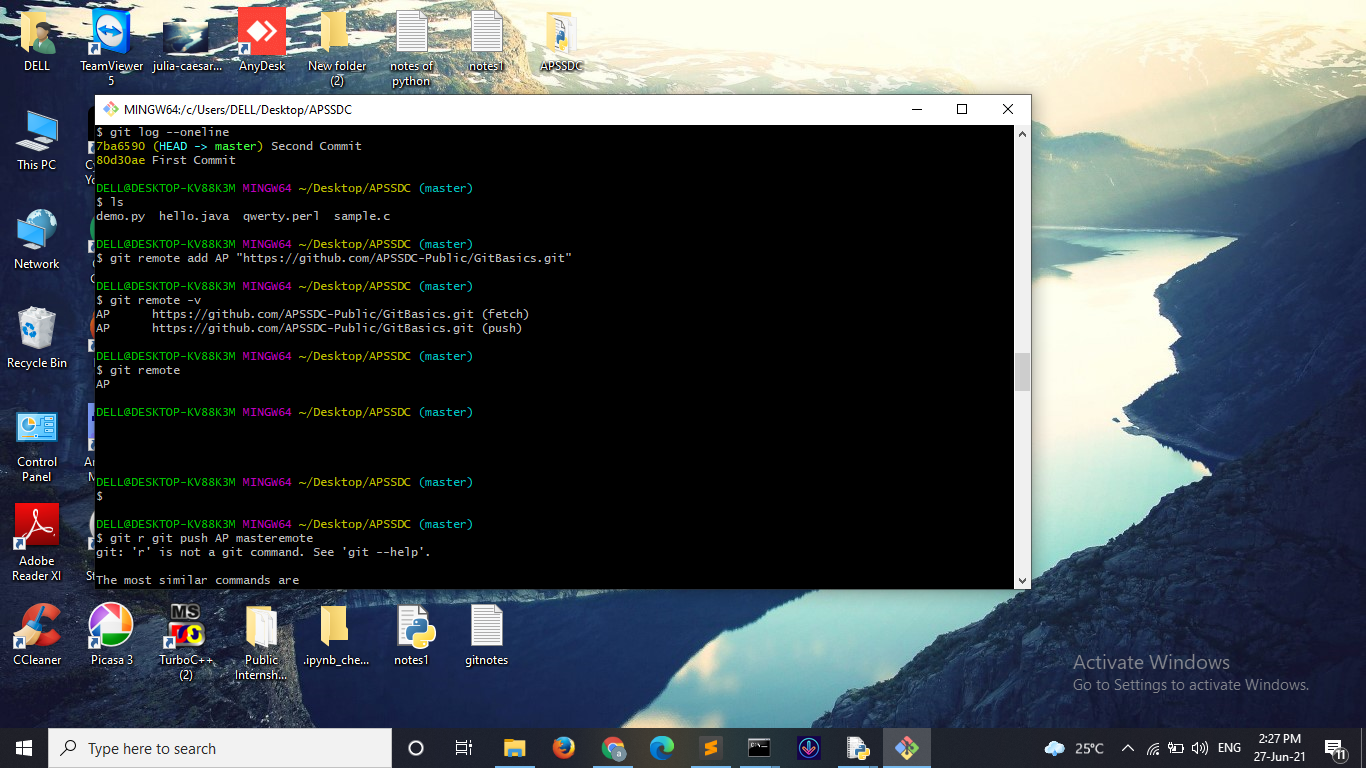 DELL
TeamViewer
5
julia-caesar...
AnyDesk
New folder
(2)
notes of
python
notes1
APSSDC
MINGW64:/c/Users/DELL/Desktop/APSSDC
$ git log --oneline
7ba6590 (HEAD -> master) Second Commit
80d30ae First Commit
DELL@DESKTOP-KV88K3M MINGW64 ~/Desktop/APSSDC (master)
$ ls
demo.py  hello.java  qwerty.perl  sample.c
DELL@DESKTOP-KV88K3M MINGW64 ~/Desktop/APSSDC (master)
$ git remote add AP "https://github.com/APSSDC-Public/GitBasics.git"
DELL@DESKTOP-KV88K3M MINGW64 ~/Desktop/APSSDC (master)
$ git remote -v
AP      https://github.com/APSSDC-Public/GitBasics.git (fetch)
AP      https://github.com/APSSDC-Public/GitBasics.git (push)
DELL@DESKTOP-KV88K3M MINGW64 ~/Desktop/APSSDC (master)
$ git remote
AP
DELL@DESKTOP-KV88K3M MINGW64 ~/Desktop/APSSDC (master)
DELL@DESKTOP-KV88K3M MINGW64 ~/Desktop/APSSDC (master)
$
DELL@DESKTOP-KV88K3M MINGW64 ~/Desktop/APSSDC (master)
$ git r git push AP masteremote
git: 'r' is not a git command. See 'git --help'.
The most similar commands are
This PC
Network
Recycle Bin
Control
Panel
Adobe
Reader XI
CCleaner
Picasa 3
MS
TurboC++
(2)
Public
Internsh...
.ipynb_che...
notes1
gitnotes
Activate Windows
Go to Settings to activate Windows.
Type here to search
25°C
ENG
2:27 PM
27-Jun-21
11